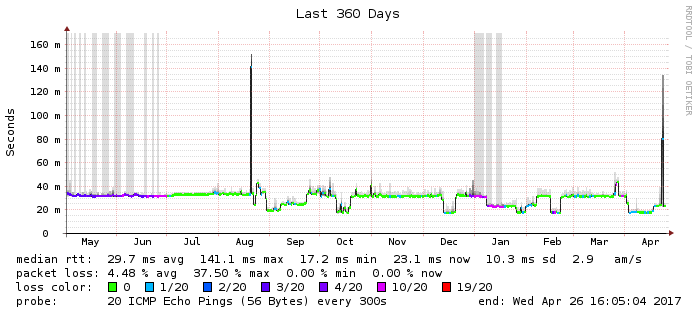 Last 360 Days
RRDTOOL / TOBI OETIKER
Seconds
160 m
140 m
120 m
100 m
80 m
60 m
40 m
20 m
0
May Jun Jul Aug Sep Oct Nov Dec Jan Feb Mar Apr
median rtt: 29.7 ms avg 141.1 ms max 17.2 ms min 23.1 ms now 10.3 ms sd 2.9 am/s
packet loss: 4.48 % avg 37.50 % max 0.00 % min 0.00 % now
loss color: 0 1/20 2/20 3/20 4/20 10/20 19/20
probe: 20 ICMP Echo Pings (56 Bytes) every 300s end: Wed Apr 26 16:05:04 2017